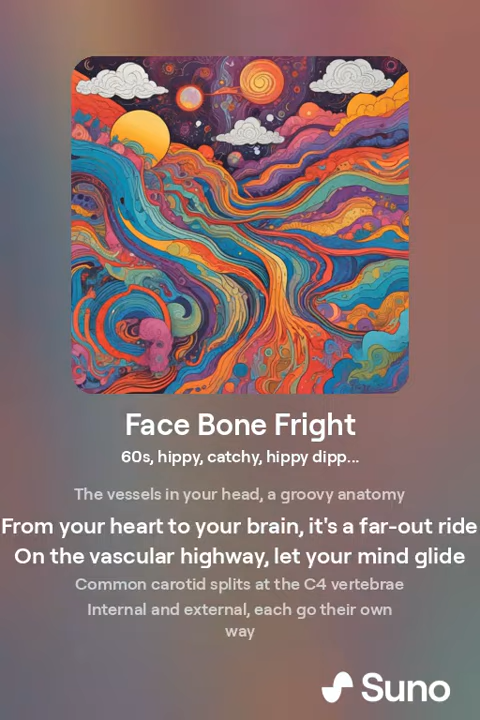 Face Bone Fright
60s, hippy, catchy, hippy dipp...
The vessels in your head, a groovy anatomy
From your heart to your brain, it's a far-out ride
On the vascular highway, let your mind glide
Common carotid splits at the C4 vertebrae
Internal and external, each go their own
way
Suno